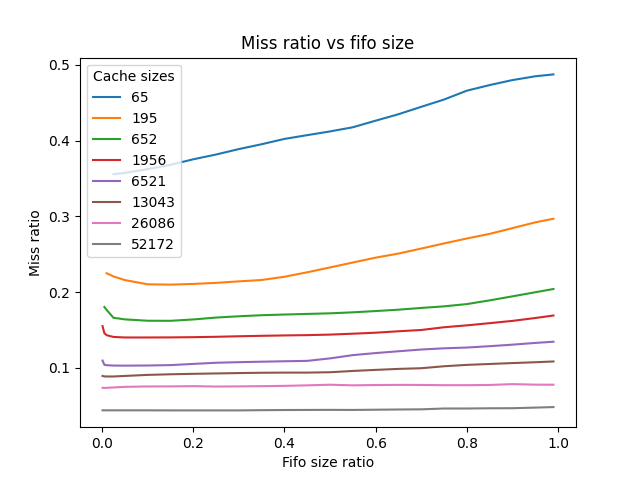 Miss ratio vs fifo size
Cache sizes
65
195
652
1956
6521
13043
26086
52172
Miss ratio
0.5
0.4
0.3
0.2
0.1
0.0 0.2 0.4 0.6 0.8 1.0
Fifo size ratio